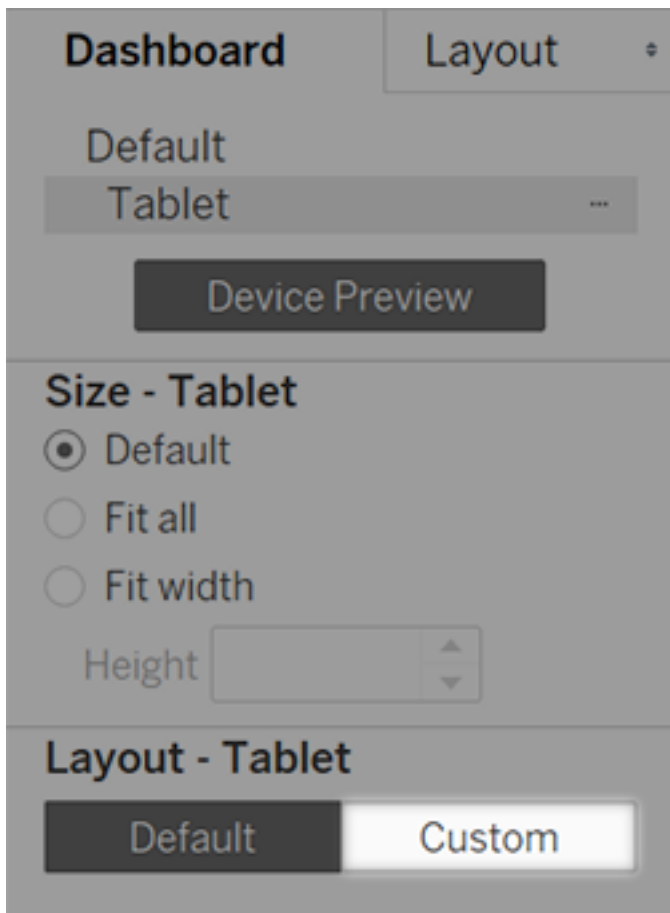 Dashboard Layout
Default
Tablet
Device Preview
Size - Tablet
Default
Fit all
Fit width
Height
Layout - Tablet
Default Custom